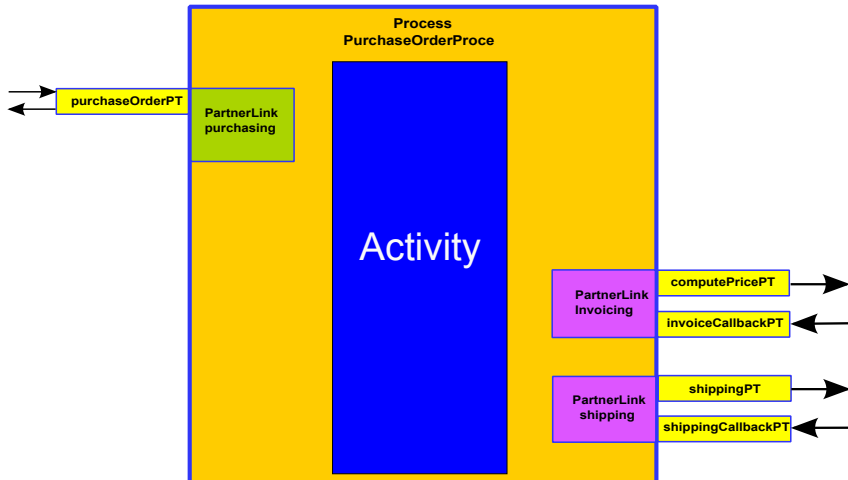 Process
PurchaseOrderProce
purchaseOrderPT
PartnerLink
purchasing
Activity
computePricePT
PartnerLink
Invoicing
invoiceCallbackPT
shippingPT
PartnerLink
shipping
shippingCallbackPT